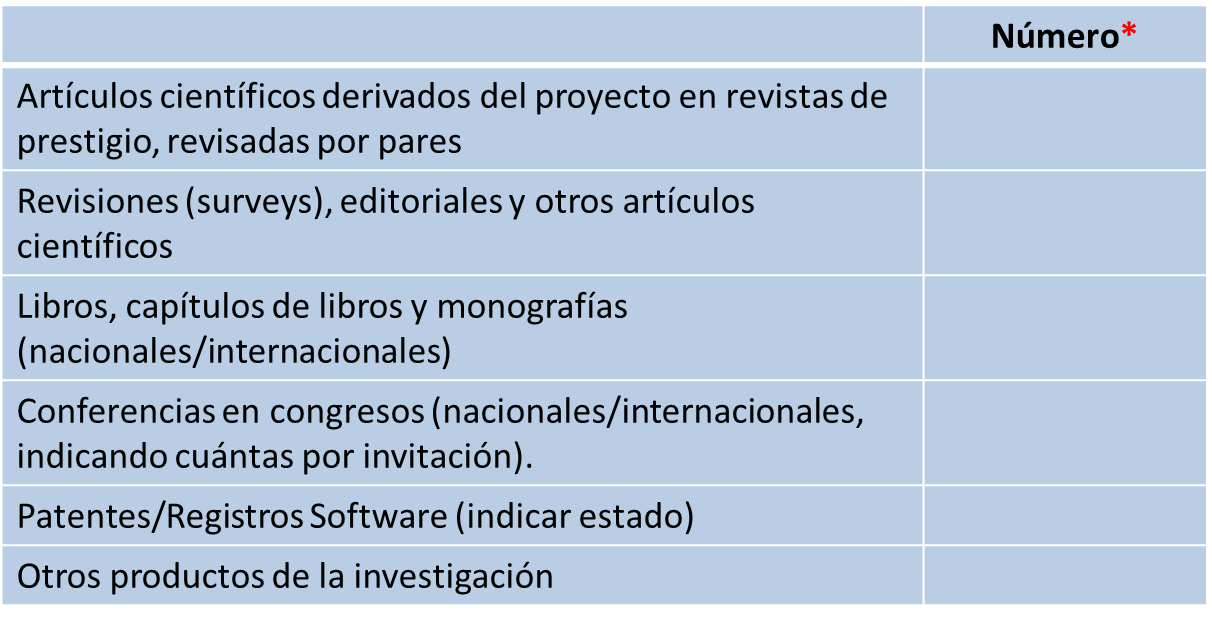 Número*
Artículos científicos derivados del proyecto en revistas de
prestigio, revisadas por pares
Revisiones (surveys), editoriales y otros artículos
científicos
Libros, capítulos de libros y monografías
(nacionales/internacionales)
Conferencias en congresos (nacionales/internacionales,
indicando cuántas por invitación).
Patentes/Registros Software (indicar estado)
Otros productos de la investigación